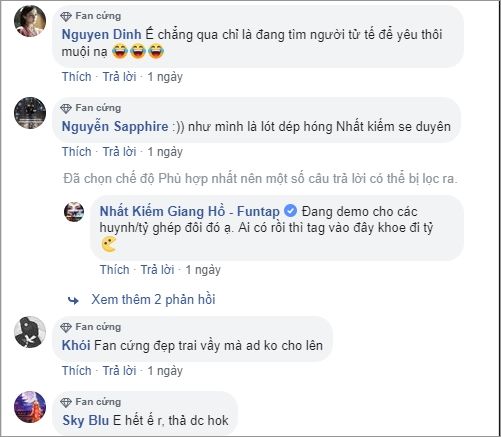 Fan cứng
Nguyen Dinh Ế chẳng qua chỉ là đang tìm người tử tế để yêu thôi
muội nạ 😂😂😂
Thích · Trả lời · 1 ngày
Fan cứng
Nguyễn Sapphire :)) như mình là lót dép hóng Nhất kiếm se duyên
Thích · Trả lời · 1 ngày
Đã chọn chế độ Phù hợp nhất nên một số câu trả lời có thể bị lọc ra.
Nhất Kiếm Giang Hồ - Funtap Đang demo cho các
huynh/tỷ ghép đôi đó ạ. Ai có rồi thì tag vào đây khoe đi tỷ
Thích · Trả lời · 1 ngày
Xem thêm 2 phản hồi
Fan cứng
Khói Fan cứng đẹp trai vầy mà ad ko cho lên
Thích · Trả lời · 1 ngày
Fan cứng
Sky Blu E hết ế r, thả dc hok